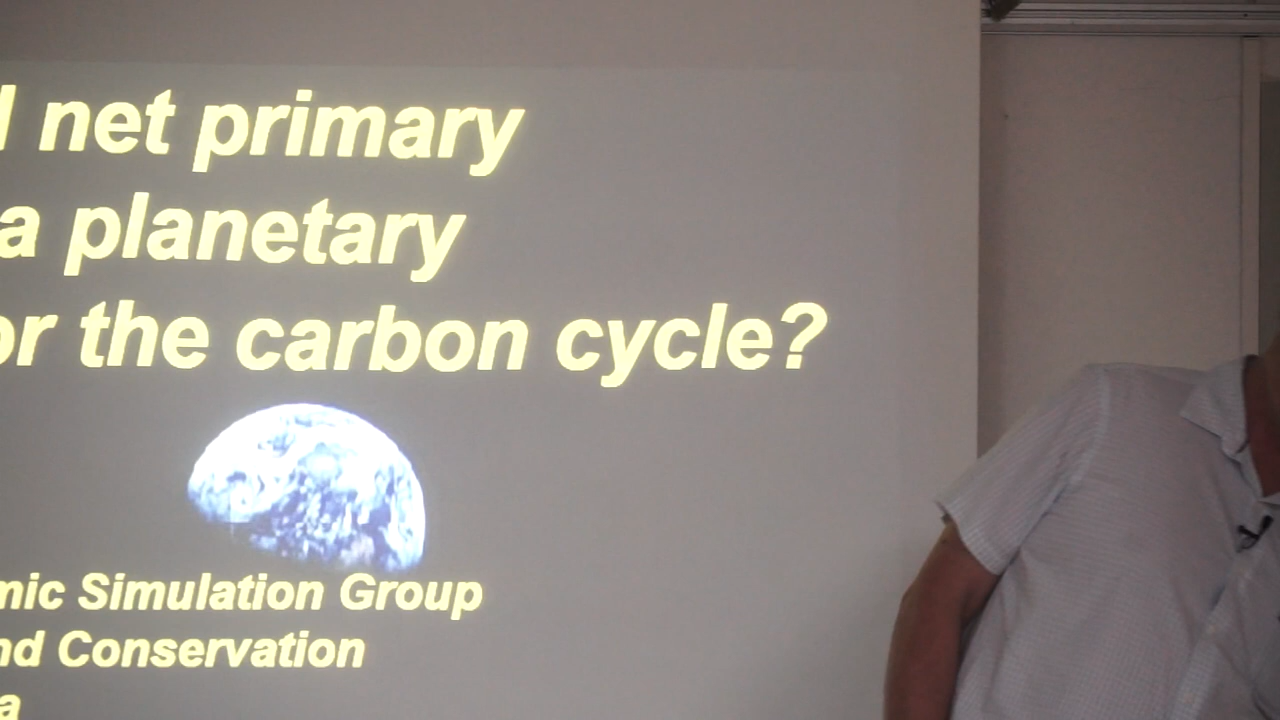 net primary
a planetary
or the carbon cycle?
mic Simulation Group
nd Conservation
a